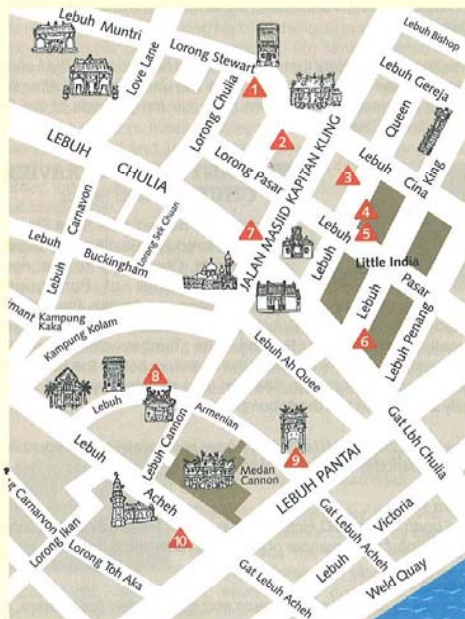 Lebuh Muntri
Love Lane
Lorong Stewart
Lebuh Bishop
Lebuh Gereja
Queen
King
Lorong Chulia
1
2
JALAN MASJID KAPITAN KLING
LEBUH
CHULIA
Lorong Pasar
3
Lebuh
Cina
4
5
Lebuh
7
Carnavon
Lebuh
Lorong Sek Chuan
Lebuh
Buckingham
Lebuh
Little India
Pasar
Lebuh
Lebuh Penang
6
Kampung
Kaka
Kampung Kolam
Lebuh Ah Quee
8
Lebuh
Armenian
Lebuh Cannon
Gat Lbh Chulia
9
Medan
Cannon
LEBUH PANTAI
Lebuh
Acheh
10
Carnarvon
Lorong Ikan
Lorong Toh Aka
Gat Lebuh Acheh
Gat Lebuh Acheh
Lebuh
Victoria
Weld Quay